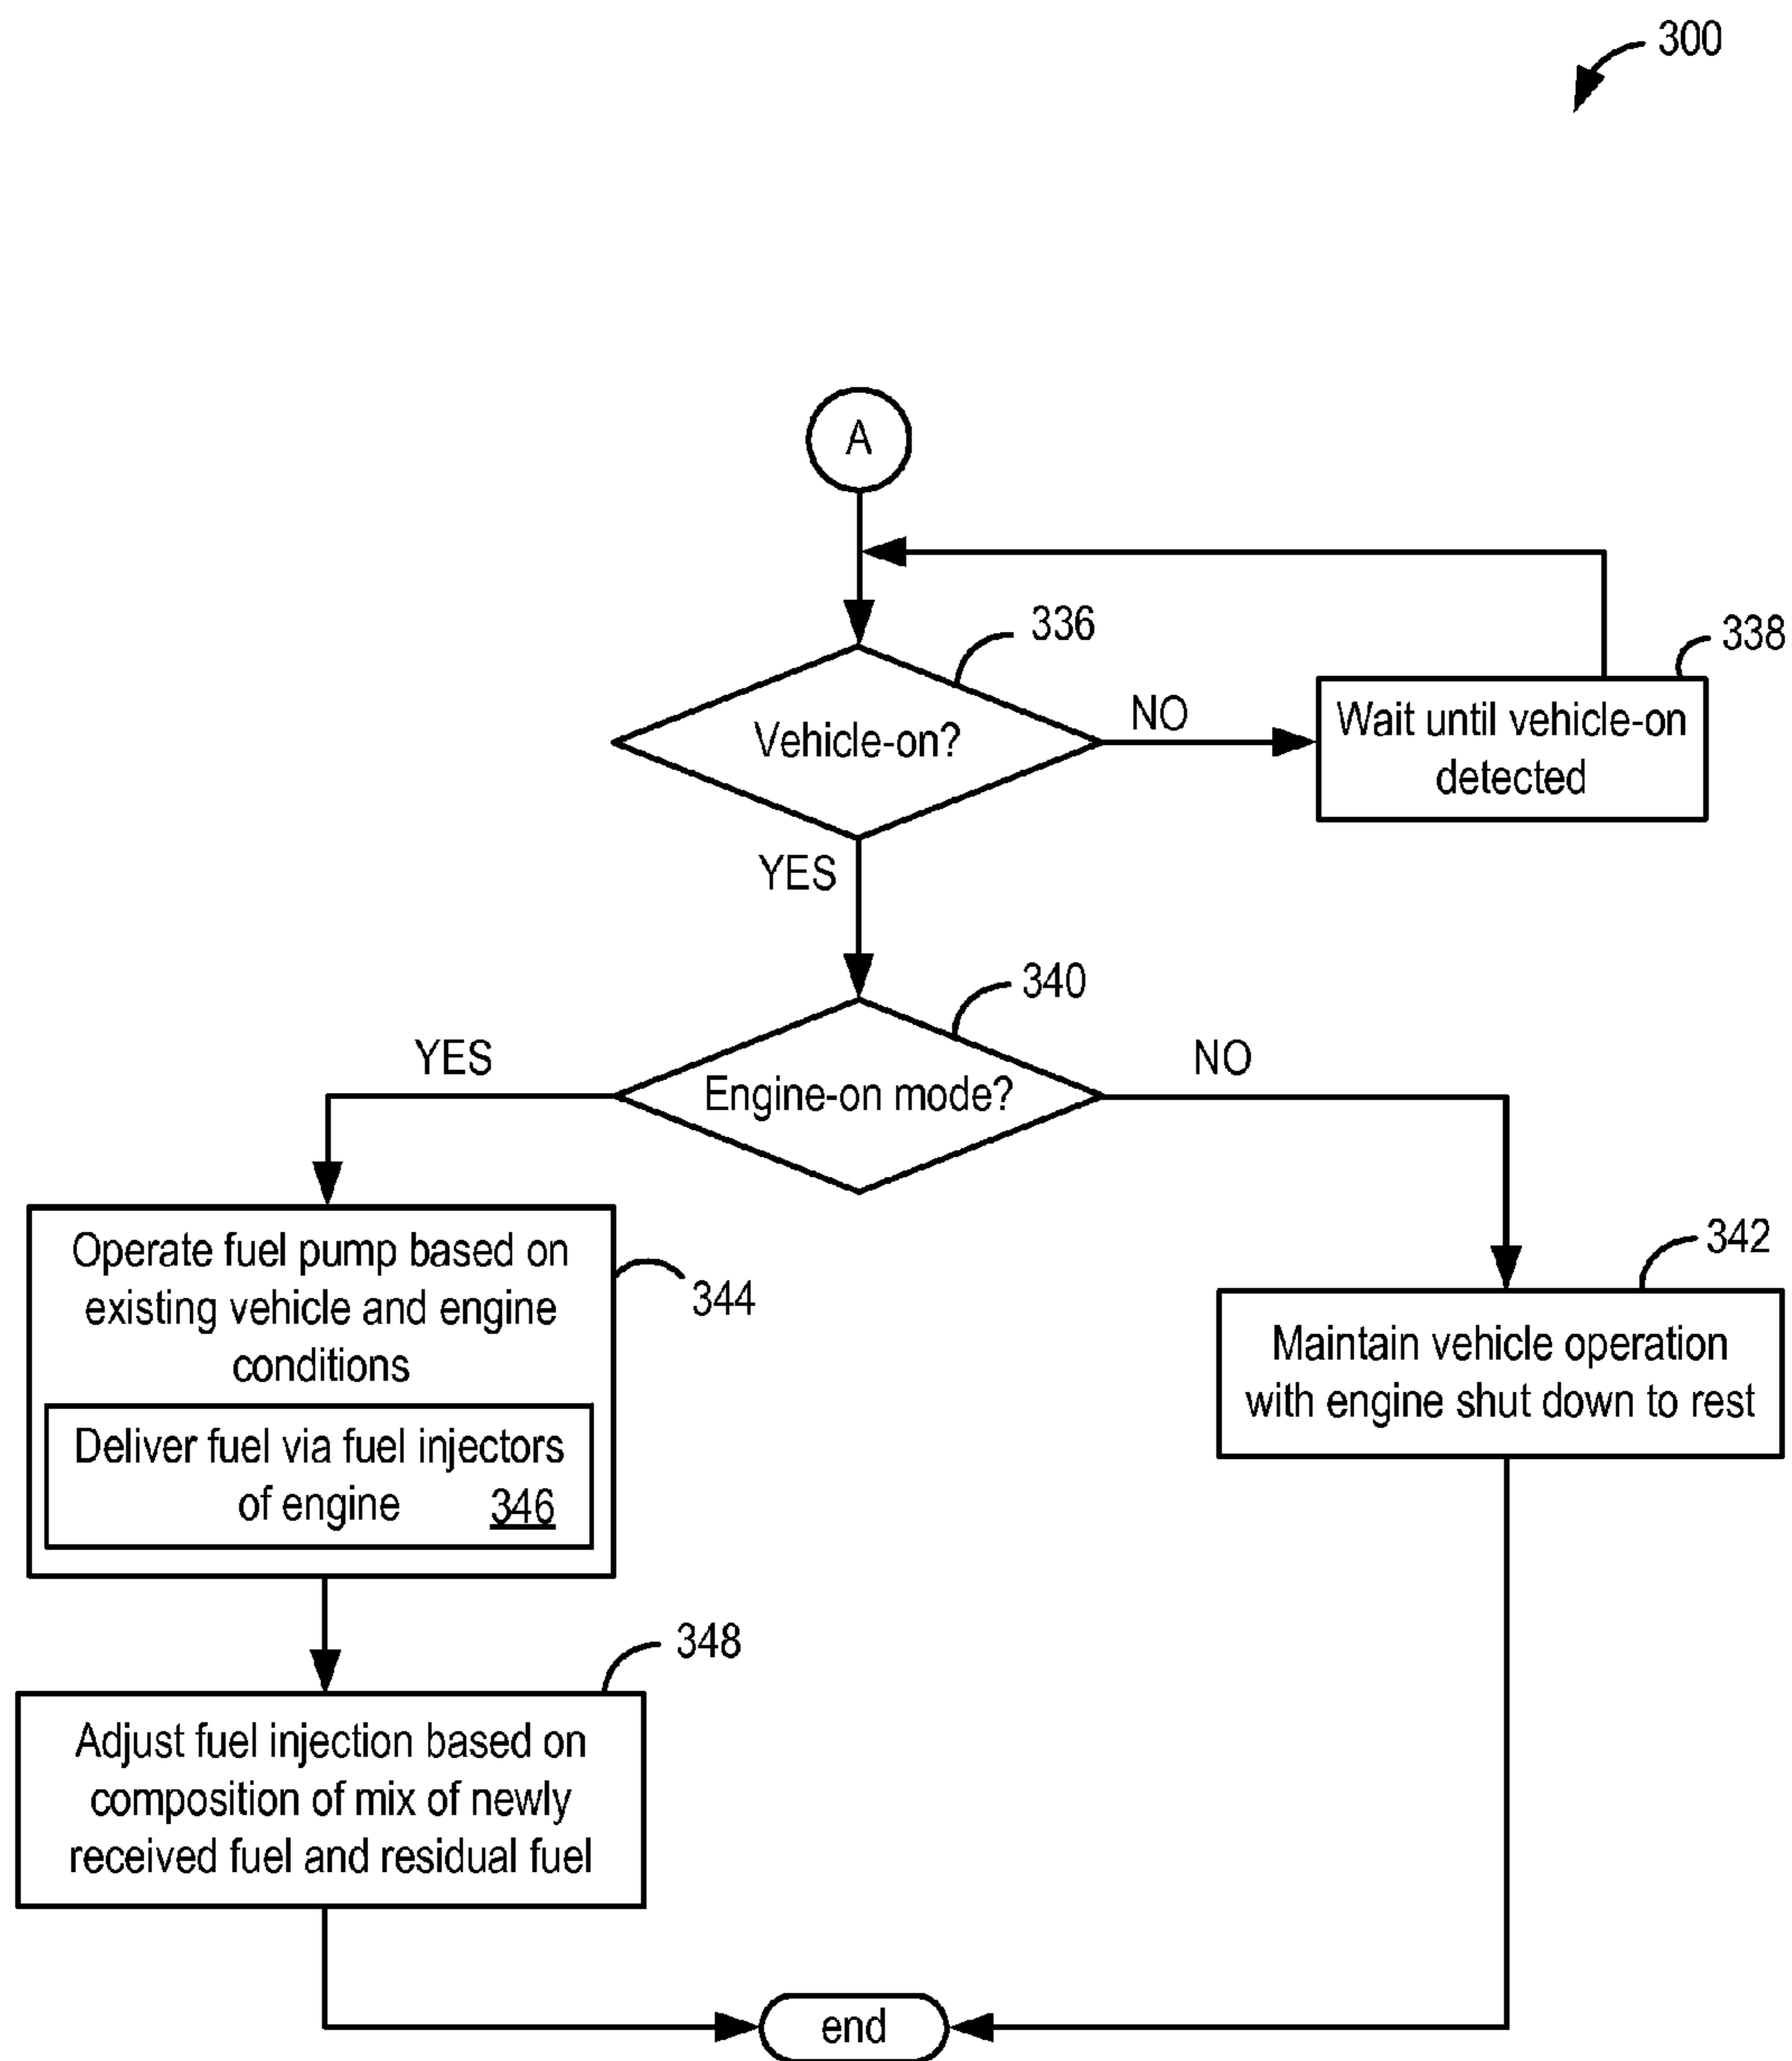 300
A
336
Vehicle-on?
NO
338
Wait until vehicle-on
detected
YES
340
Engine-on mode?
YES
NO
Operate fuel pump based on
existing vehicle and engine
conditions
344
Deliver fuel via fuel injectors
of engine 346
342
Maintain vehicle operation
with engine shut down to rest
348
Adjust fuel injection based on
composition of mix of newly
received fuel and residual fuel
end